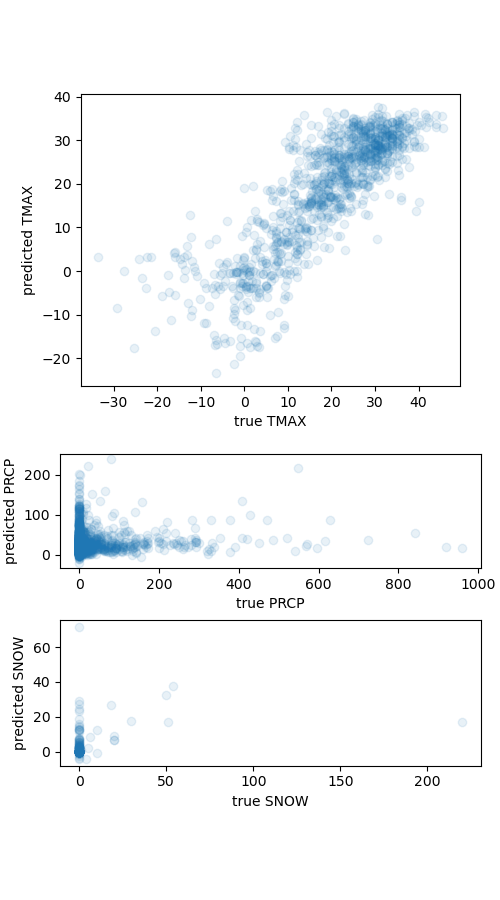 40
30
20
10
0
−10
−20
predicted TMAX
−30 −20 −10 0 10 20 30 40
true TMAX
200
100
0
predicted PRCP
0 200 400 600 800 1000
true PRCP
60
40
20
0
predicted SNOW
0 50 100 150 200
true SNOW